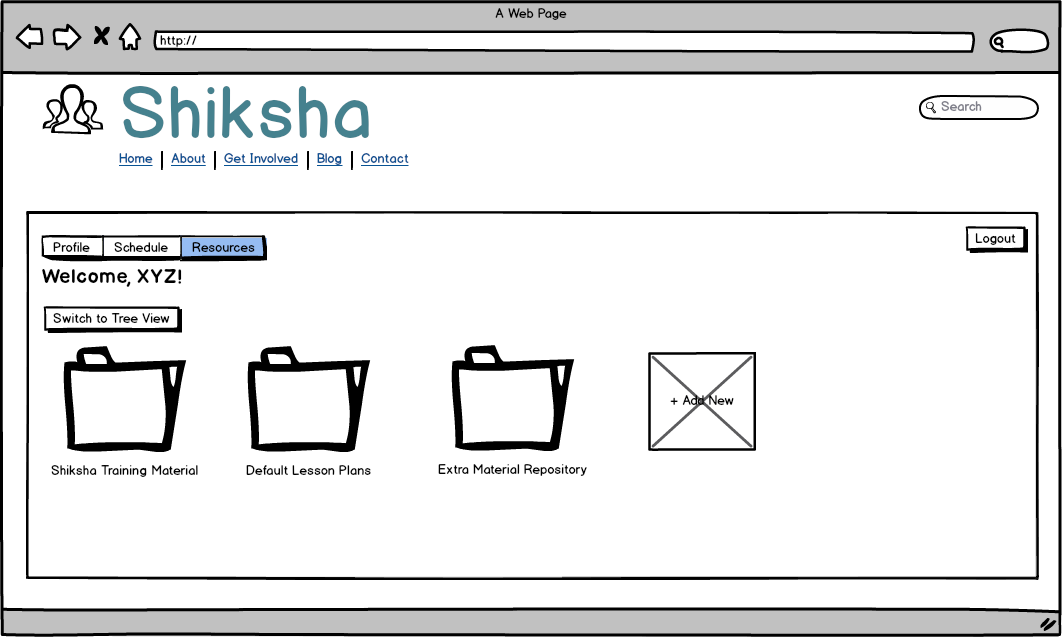 A Web Page
http://
Shiksha
Search
Home | About | Get Involved | Blog | Contact
Profile Schedule Resources
Logout
Welcome, XYZ!
Switch to Tree View
+ Add New
Shiksha Training Material
Default Lesson Plans
Extra Material Repository